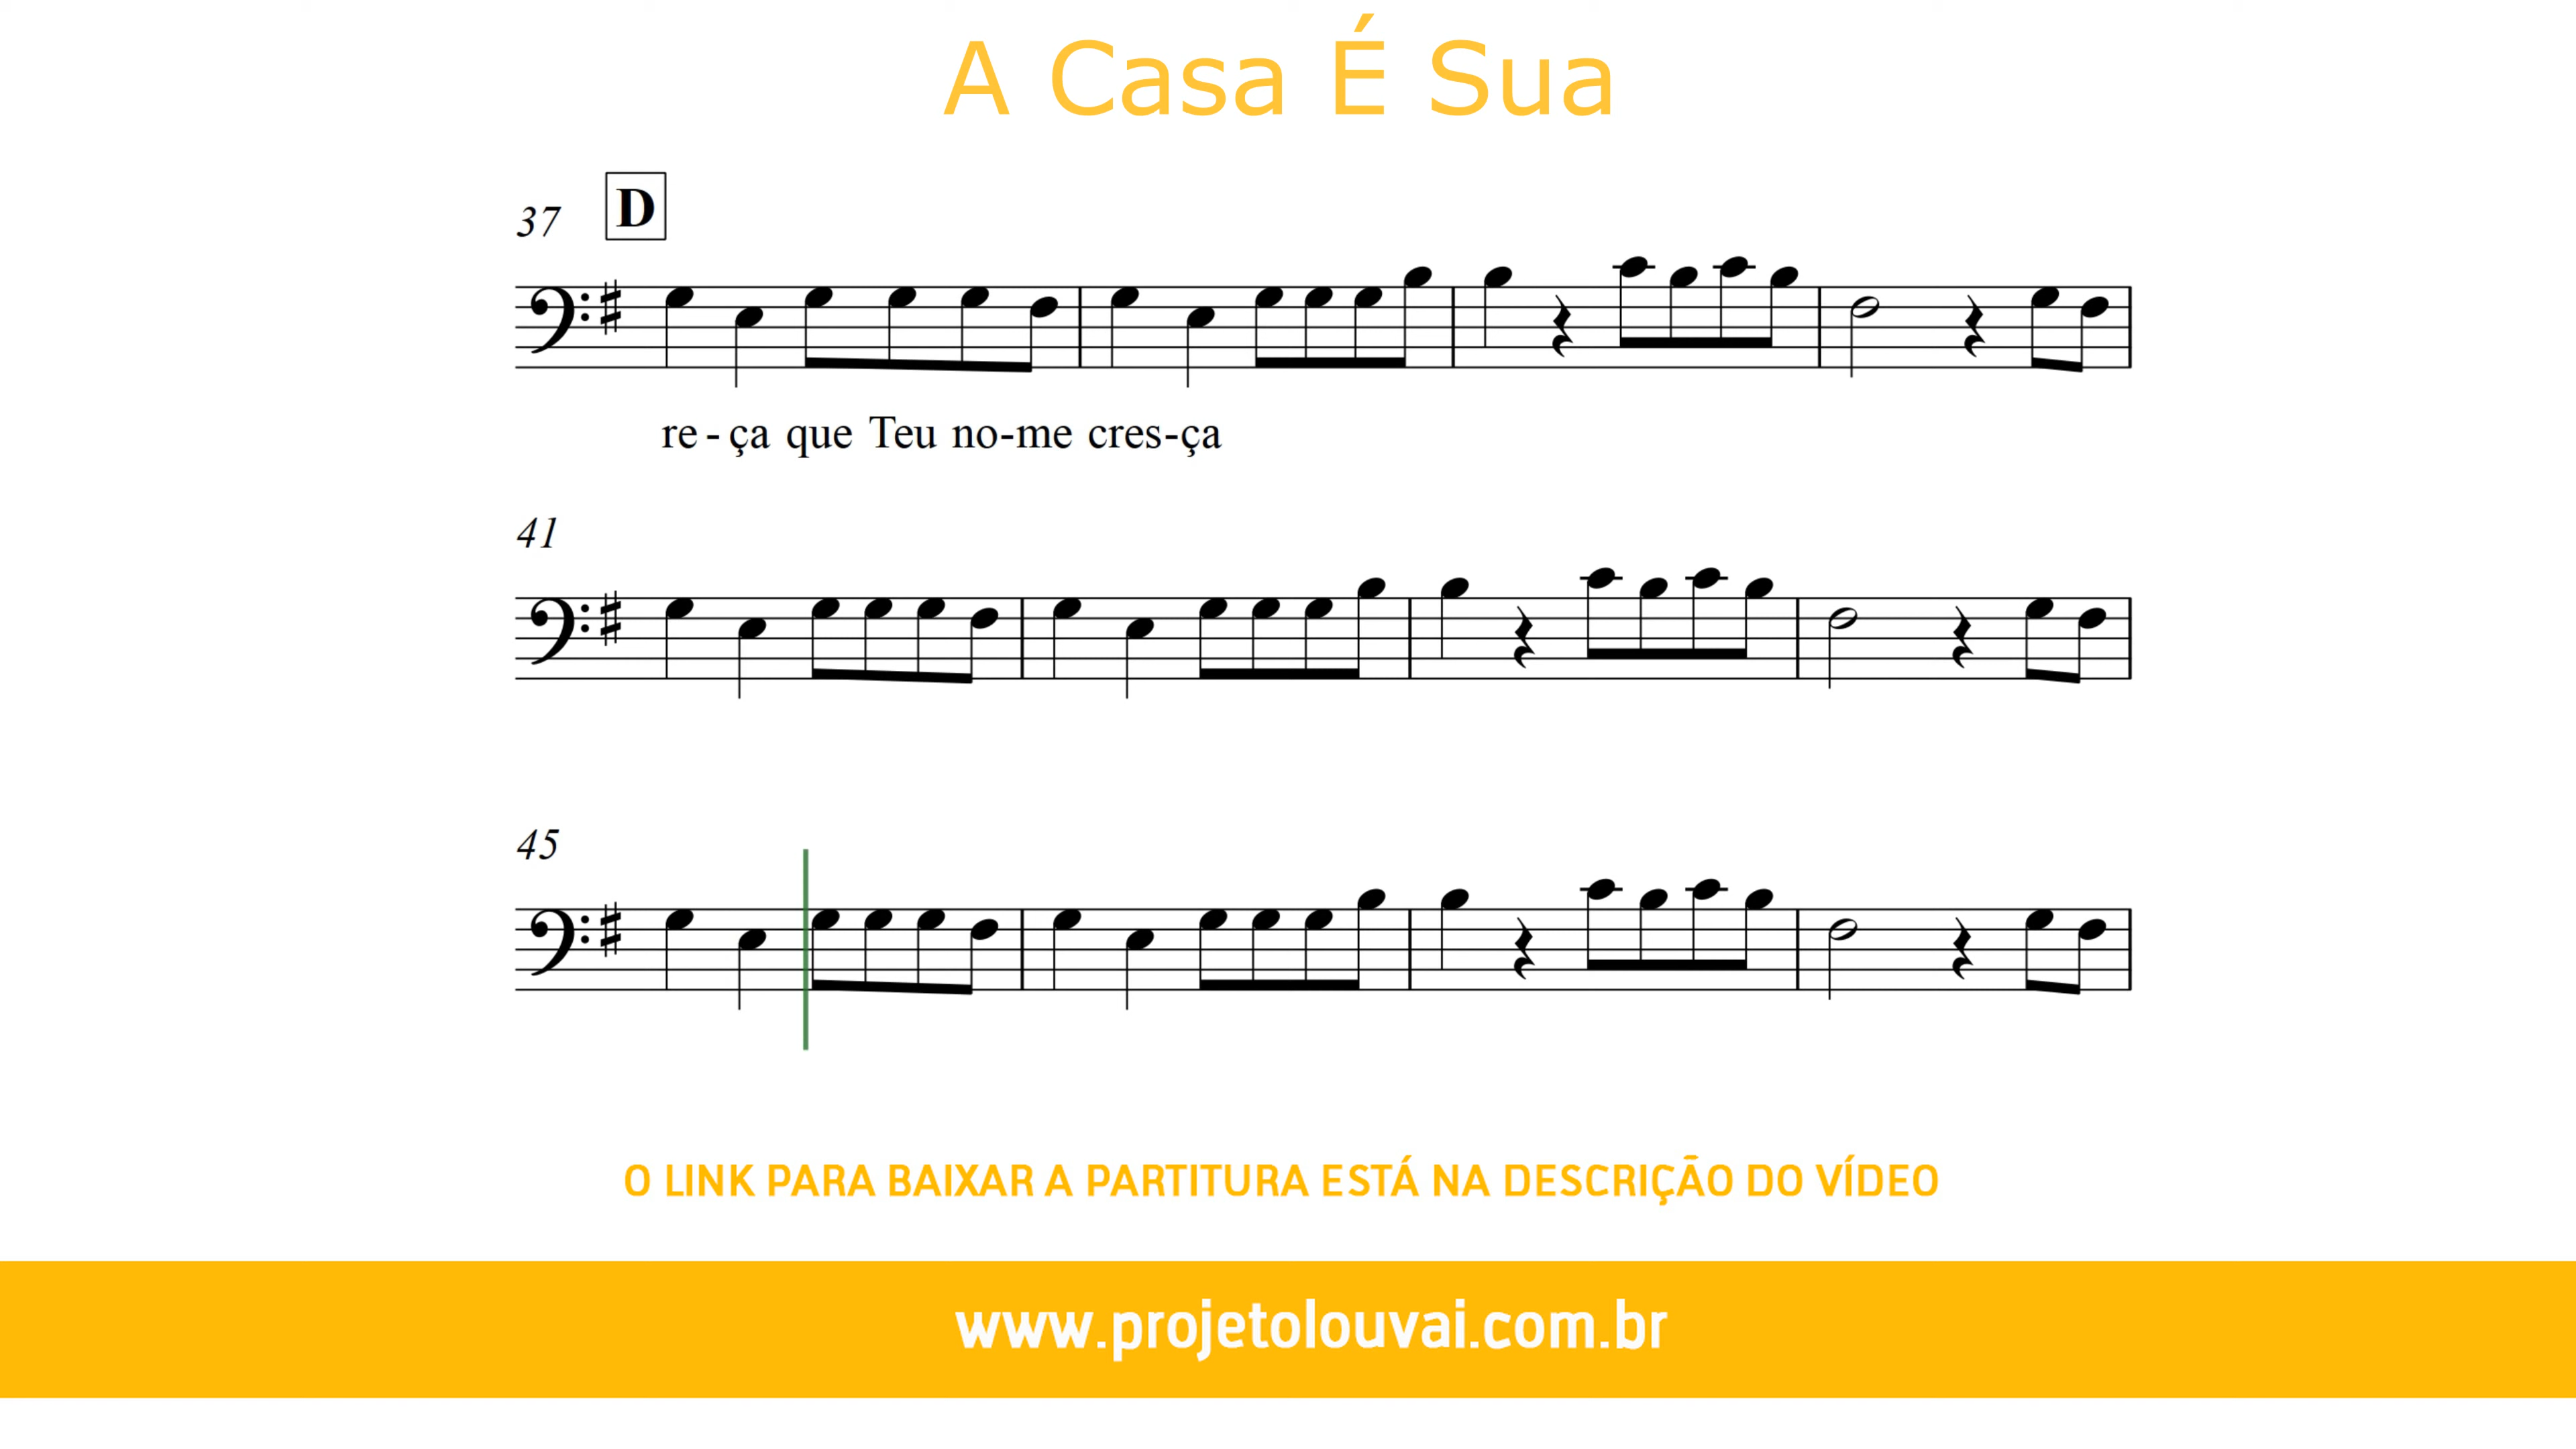 A Casa É Sua
37 D
re - ça que Teu no-me cres-ça
41
45
O LINK PARA BAIXAR A PARTITURA ESTÁ NA DESCRIÇÃO DO VÍDEO
www.projetolouvai.com.br